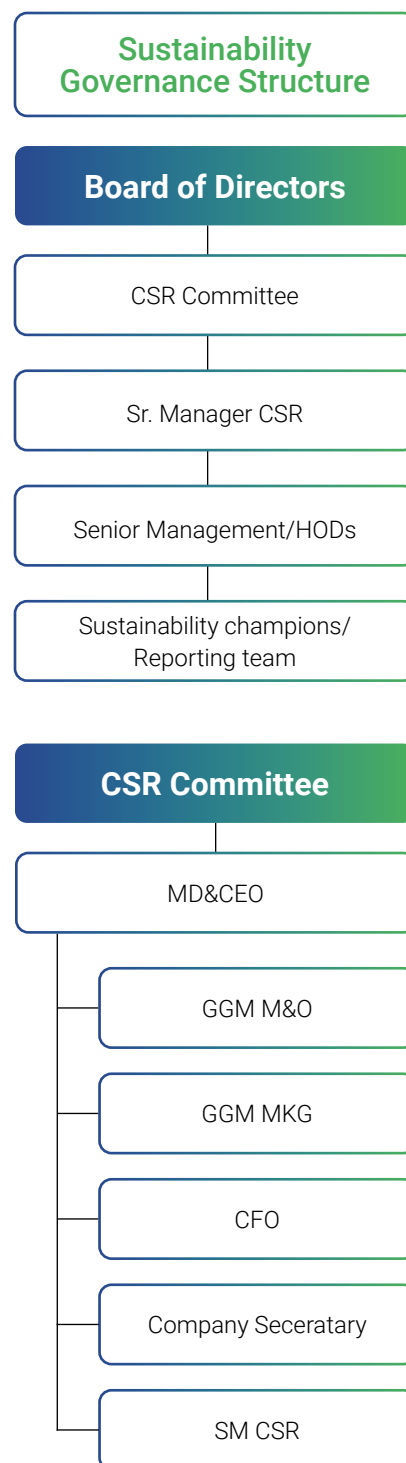 Sustainability
Governance Structure
Board of Directors
CSR Committee
Sr. Manager CSR
Senior Management/HODs
Sustainability champions/
Reporting team
CSR Committee
MD&CEO
GGM M&O
GGM MKG
CFO
Company Seceratary
SM CSR